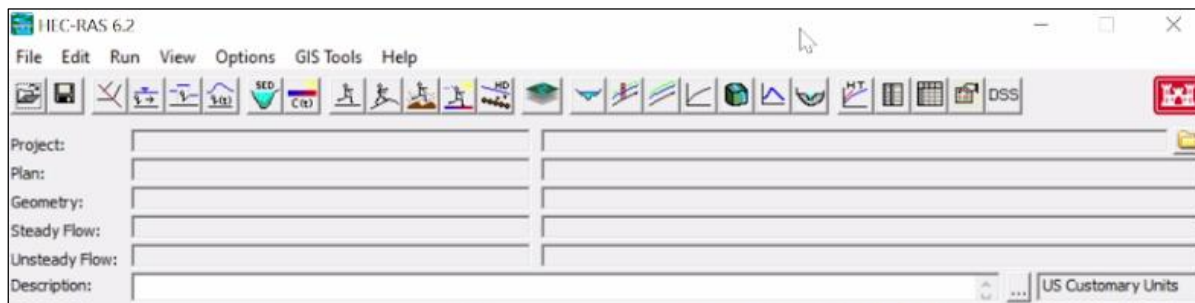 HEC-RAS 6.2
File Edit Run View Options GIS Tools Help
SED C(t) HD HT DSS
Project:
Plan:
Geometry:
Steady Flow:
Unsteady Flow:
Description: ... US Customary Units